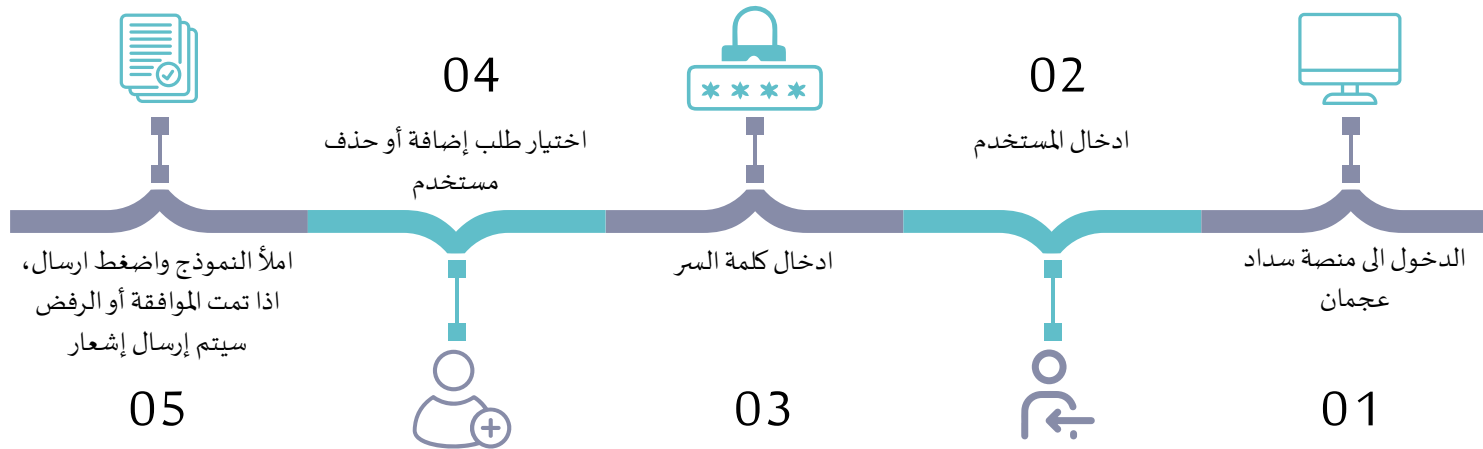 01
الدخول الى منصة سداد
عجمان
02
ادخال المستخدم
03
ادخال كلمة السر
04
اختيار طلب إضافة أو حذف
مستخدم
05
املأ النموذج واضغط ارسال،
اذا تمت الموافقة أو الرفض
سيتم إرسال إشعار